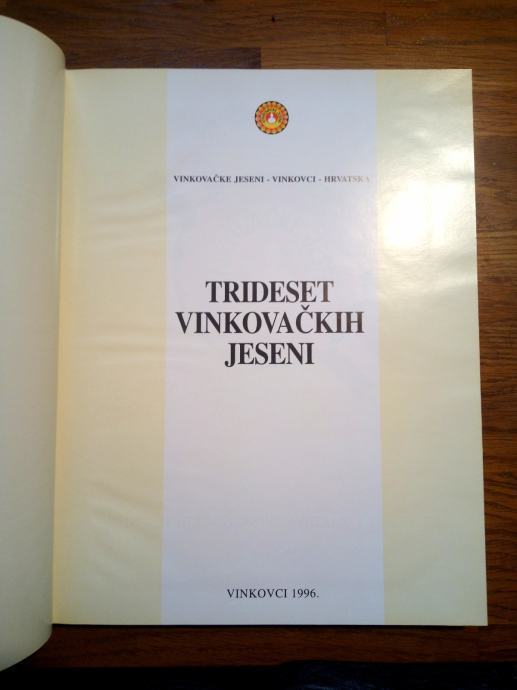 VINKOVAČKE JESENI - VINKOVCI - HRVATSKA
TRIDESET
VINKOVAČKIH
JESENI
VINKOVCI 1996.